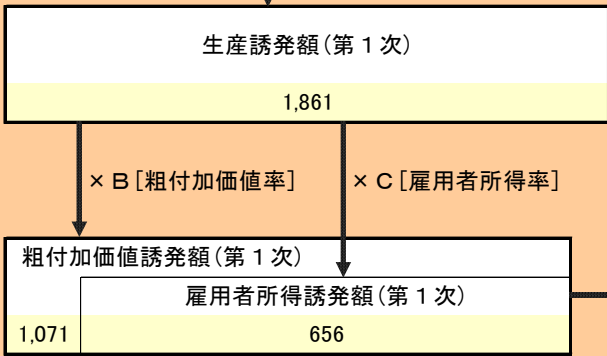 生産誘発額（第１次）
1,861
×Ｂ［粗付加価値率］
×Ｃ［雇用者所得率］
粗付加価値誘発額（第１次）
雇用者所得誘発額（第１次）
1,071
656